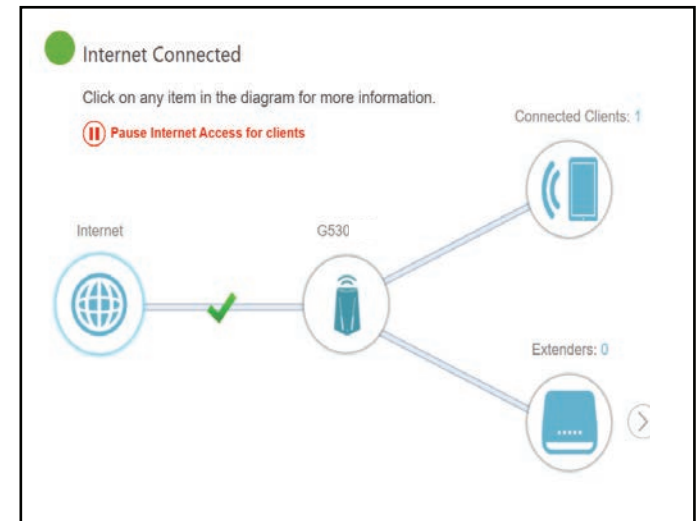 Internet Connected
Click on any item in the diagram for more information.
Pause Internet Access for clients
Connected Clients: 1
Internet
G530
Extenders: 0